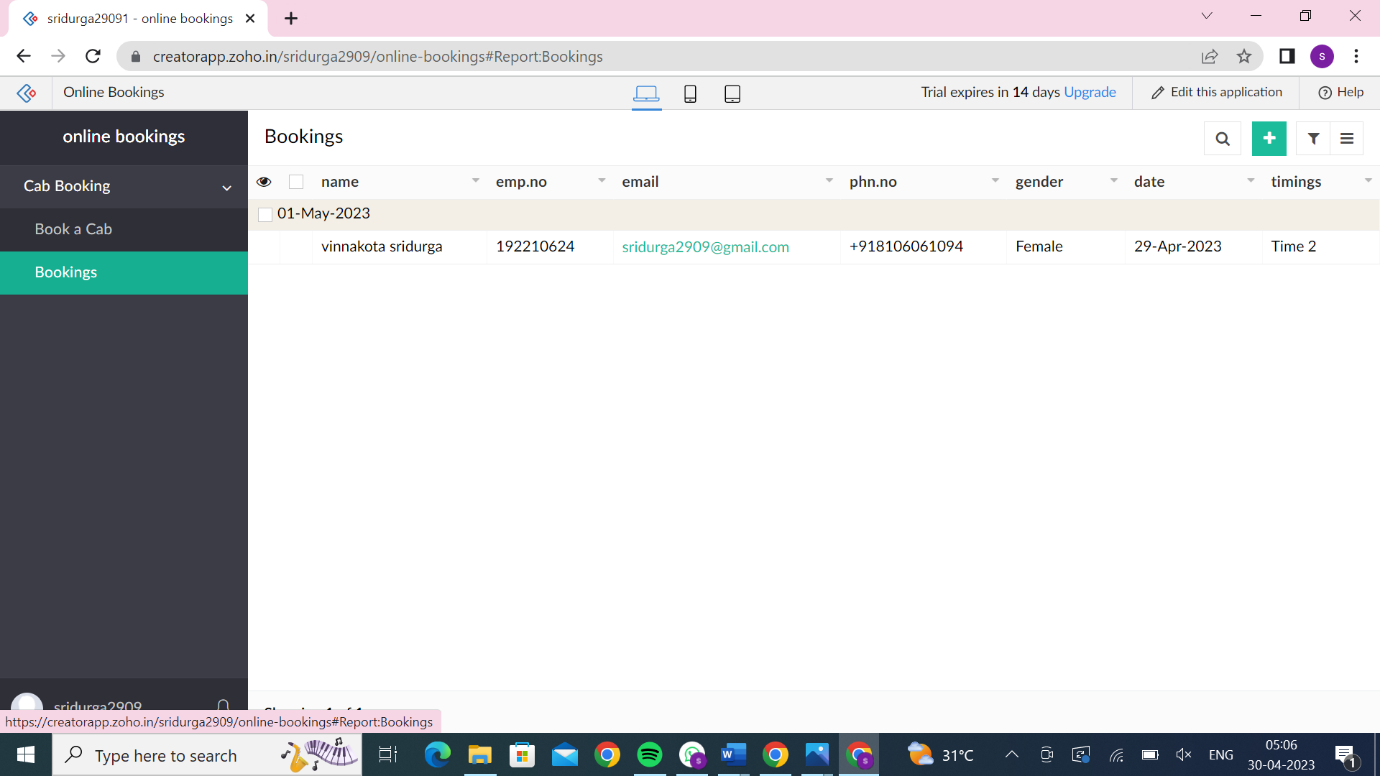 sridurga29091 - online bookings
creatorapp.zoho.in/sridurga2909/online-bookings#Report:Bookings
S
Online Bookings
Trial expires in 14 days Upgrade
Edit this application
Help
online bookings
Bookings
Cab Booking
Book a Cab
Bookings
name emp.no email phn.no gender date timings
01-May-2023
vinnakota sridurga 192210624 sridurga2909@gmail.com +918106061094 Female 29-Apr-2023 Time 2
sridurga2909
https://creatorapp.zoho.in/sridurga2909/online-bookings#Report:Bookings
Type here to search
31°C
ENG
05:06
30-04-2023
1